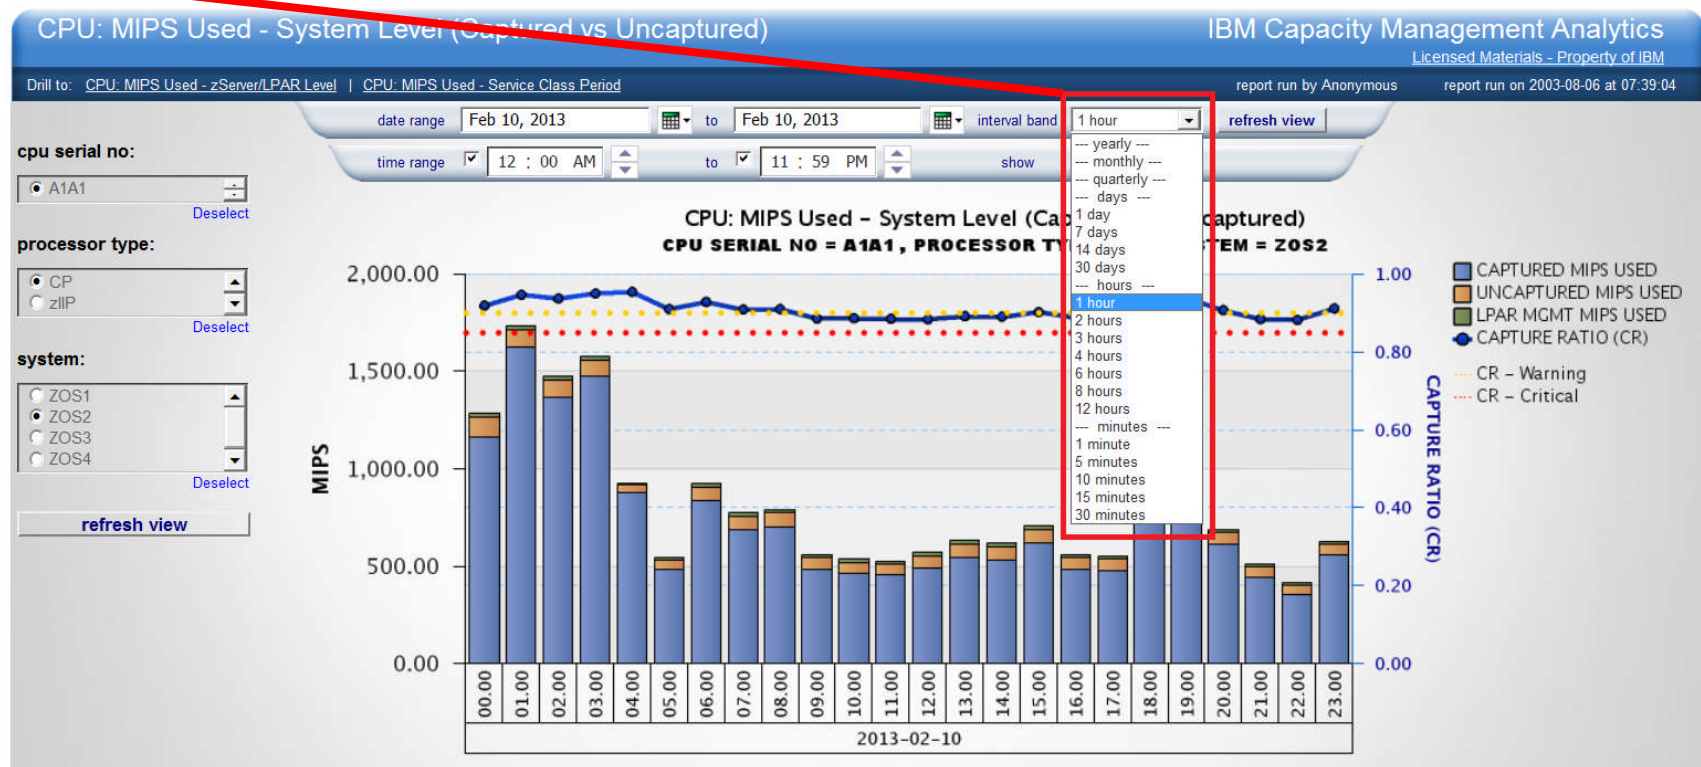 CPU: MIPS Used - System Level (Captured vs Uncaptured)
IBM Capacity Management Analytics
Licensed Materials - Property of IBM
Drill to: CPU: MIPS Used - zServer/LPAR Level | CPU: MIPS Used - Service Class Period
report run by Anonymous
report run on 2003-08-06 at 07:39:04
date range Feb 10, 2013 to Feb 10, 2013 interval band 1 hour refresh view
time range 12 : 00 AM to 11 : 59 PM show
--- yearly ---
--- monthly ---
--- quarterly ---
--- days ---
1 day
7 days
14 days
30 days
--- hours ---
1 hour
2 hours
3 hours
4 hours
6 hours
8 hours
12 hours
--- minutes ---
1 minute
5 minutes
10 minutes
15 minutes
30 minutes
cpu serial no:
A1A1
Deselect
processor type:
CP
zIIP
Deselect
system:
ZOS1
ZOS2
ZOS3
ZOS4
Deselect
refresh view
CPU: MIPS Used – System Level
CPU SERIAL NO = A1A1, PROCESSOR = ZOS2
2,000.00
1,500.00
1,000.00
500.00
0.00
MIPS
1.00
0.80
0.60
0.40
0.20
0.00
CAPTURE RATIO (CR)
00.00
01.00
02.00
03.00
04.00
05.00
06.00
07.00
08.00
09.00
10.00
11.00
12.00
13.00
14.00
15.00
16.00
17.00
18.00
19.00
20.00
21.00
22.00
23.00
2013-02-10
CAPTURED MIPS USED
UNCAPTURED MIPS USED
LPAR MGMT MIPS USED
CAPTURE RATIO (CR)
CR – Warning
CR – Critical